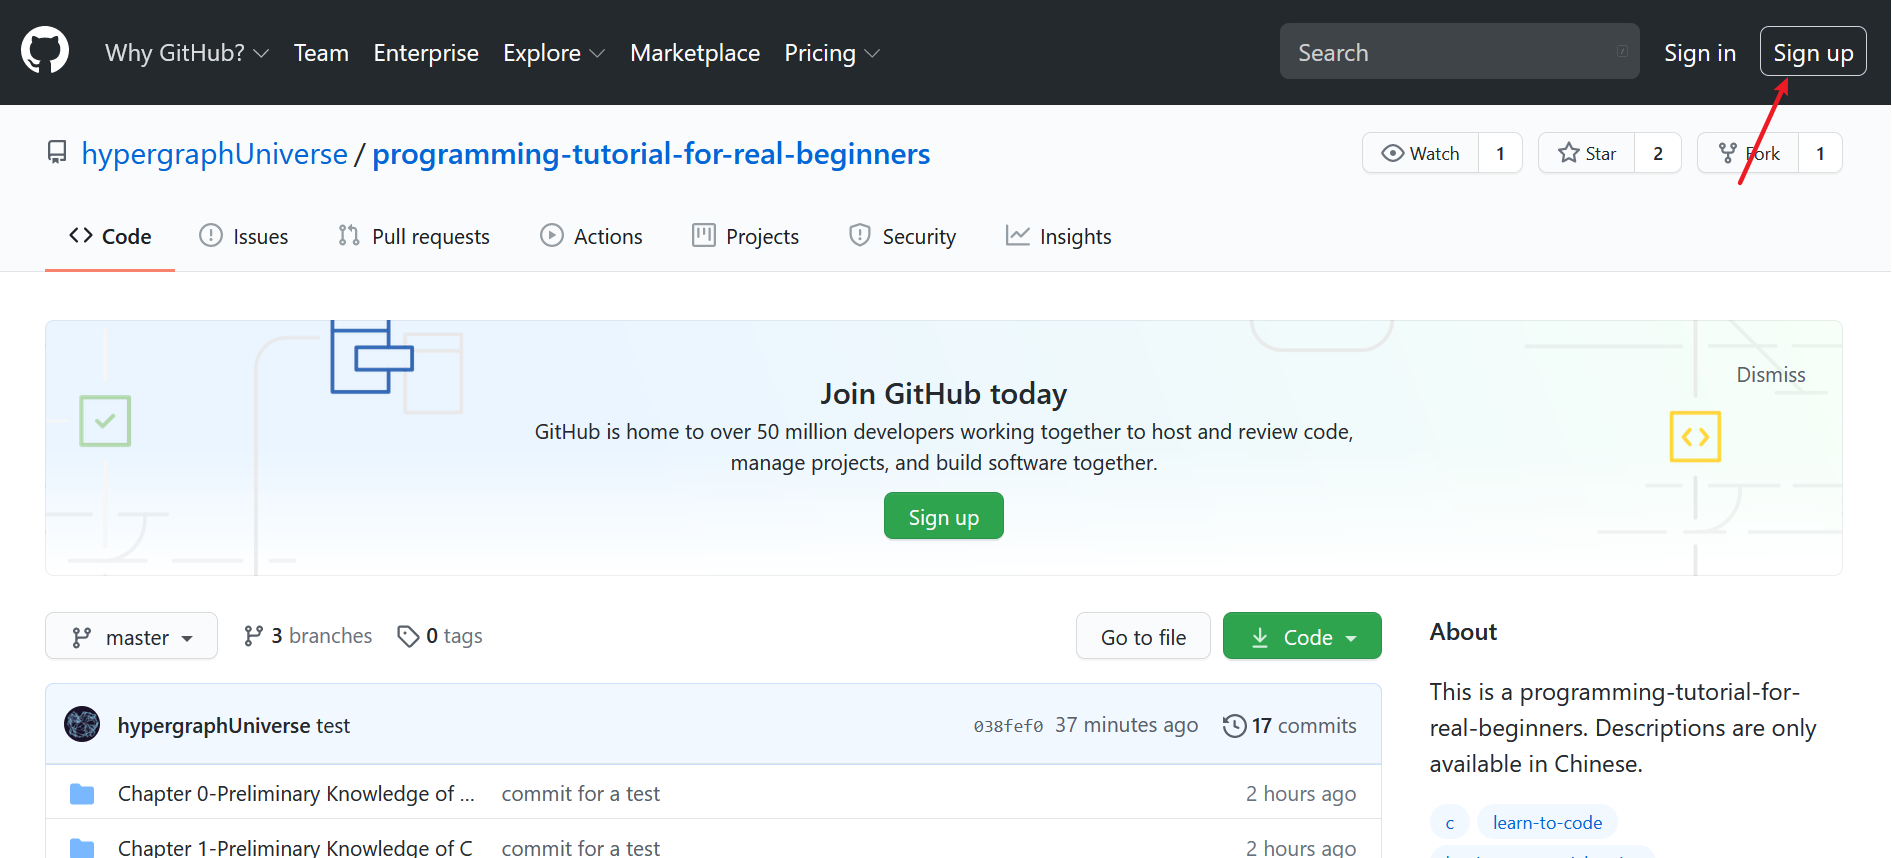 Why GitHub? Team Enterprise Explore Marketplace Pricing Search / Sign in Sign up
hypergraphUniverse / programming-tutorial-for-real-beginners Watch 1 Star 2 Fork 1
Code Issues Pull requests Actions Projects Security Insights
Dismiss
Join GitHub today
GitHub is home to over 50 million developers working together to host and review code,
manage projects, and build software together.
Sign up
master 3 branches 0 tags Go to file Code
hypergraphUniverse test 038fef0 37 minutes ago 17 commits
Chapter 0-Preliminary Knowledge of ... commit for a test 2 hours ago
Chapter 1-Preliminary Knowledge of C commit for a test 2 hours ago
About
This is a programming-tutorial-for-
real-beginners. Descriptions are only
available in Chinese.
c learn-to-code